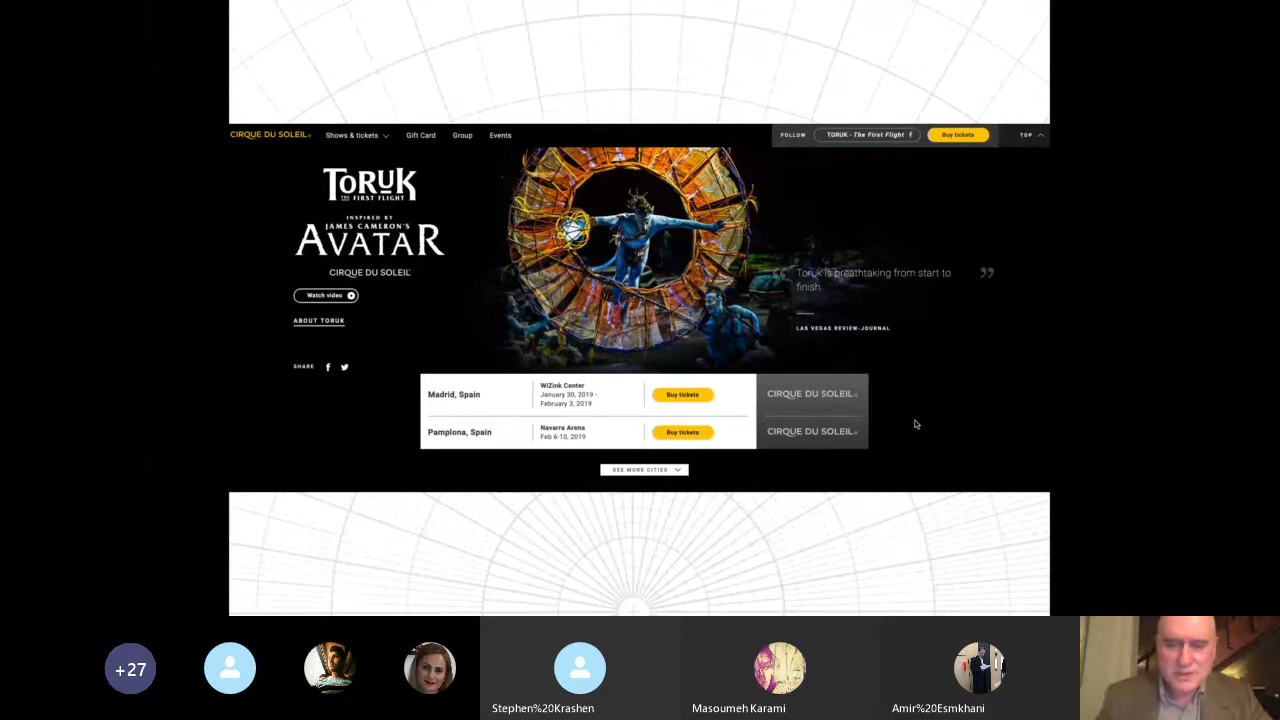 CIRQUE DU SOLEIL® Shows & tickets Gift Card Group Events FOLLOW TORUK - The First Flight f Buy tickets TOP
TORUK
THE FIRST FLIGHT
INSPIRED BY
JAMES CAMERON'S
AVATAR
CIRQUE DU SOLEIL®
Watch video
ABOUT TORUK
SHARE f
“ Toruk is breathtaking from start to ”
finish.
LAS VEGAS REVIEW-JOURNAL
Madrid, Spain
WiZink Center
January 30, 2019 -
February 3, 2019
Buy tickets
CIRQUE DU SOLEIL®
Pamplona, Spain
Navarra Arena
Feb 6-10, 2019
Buy tickets
CIRQUE DU SOLEIL®
SEE MORE CITIES
+27
Stephen%20Krashen
Masoumeh Karami
Amir%20Esmkhani